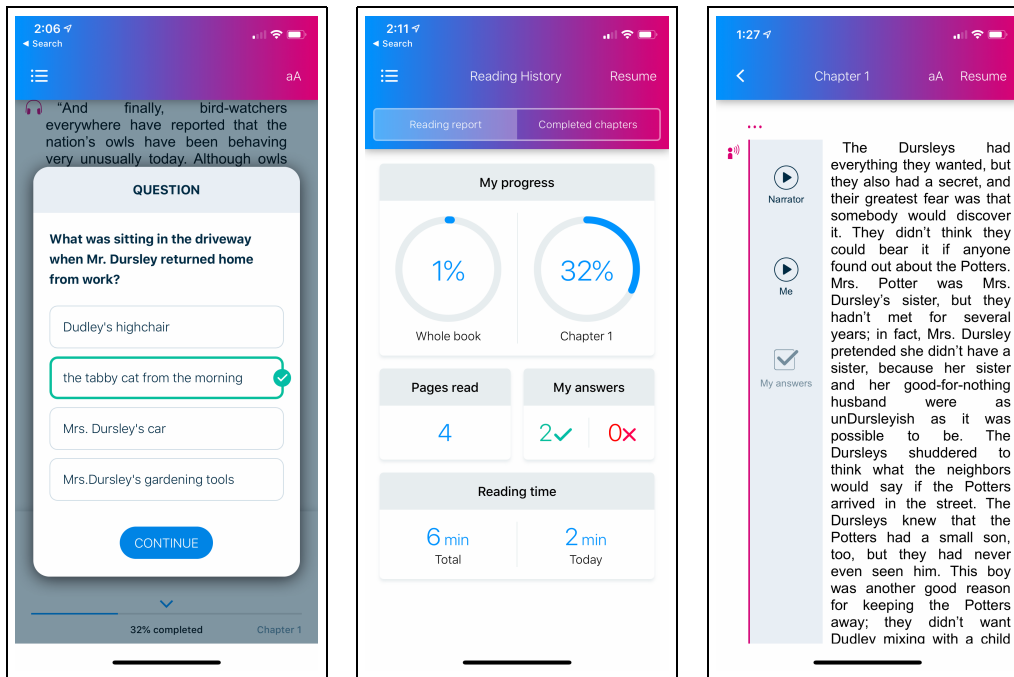 2:06
Search
aA
“And finally, bird-watchers
everywhere have reported that the
nation’s owls have been behaving
very unusually today. Although owls
QUESTION
What was sitting in the driveway
when Mr. Dursley returned home
from work?
Dudley's highchair
the tabby cat from the morning
Mrs. Dursley's car
Mrs.Dursley's gardening tools
CONTINUE
32% completed
Chapter 1
2:11
Search
Reading History
Resume
Reading report
Completed chapters
My progress
1%
32%
Whole book
Chapter 1
Pages read
My answers
4
2
0
Reading time
6 min
2 min
Total
Today
1:27
Chapter 1
aA
Resume
...
Narrator
Me
My answers
The Dursleys had
everything they wanted, but
they also had a secret, and
their greatest fear was that
somebody would discover
it. They didn’t think they
could bear it if anyone
found out about the Potters.
Mrs. Potter was Mrs.
Dursley’s sister, but they
hadn’t met for several
years; in fact, Mrs. Dursley
pretended she didn’t have a
sister, because her sister
and her good-for-nothing
husband were as
unDursleyish as it was
possible to be. The
Dursleys shuddered to
think what the neighbors
would say if the Potters
arrived in the street. The
Dursleys knew that the
Potters had a small son,
too, but they had never
even seen him. This boy
was another good reason
for keeping the Potters
away; they didn’t want
Dudley mixing with a child